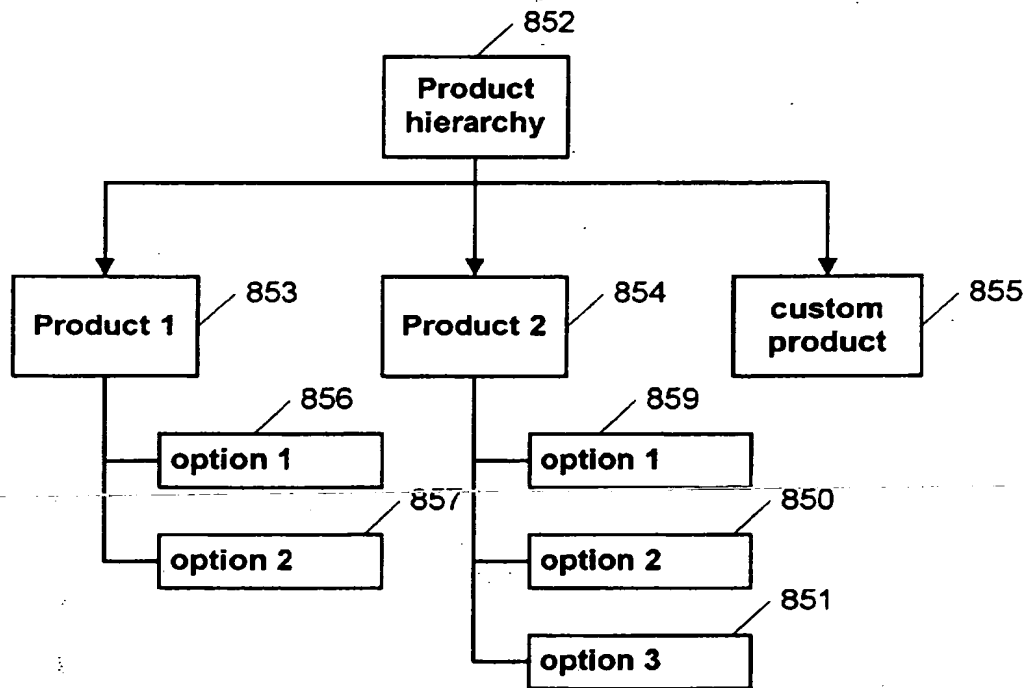 852
Product
hierarchy
853
854
855
Product 1
Product 2
custom
product
856
859
option 1
option 1
857
850
option 2
option 2
851
option 3